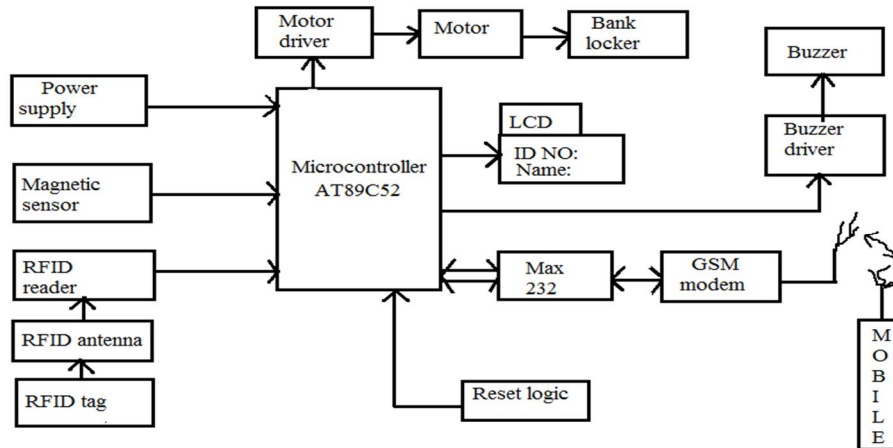 Motor
driver
Motor
Bank
locker
Buzzer
Power
supply
LCD
ID NO:
Name:
Buzzer
driver
Microcontroller
AT89C52
Magnetic
sensor
RFID
reader
Max
232
GSM
modem
RFID antenna
RFID tag
Reset logic
M
O
B
I
L
E